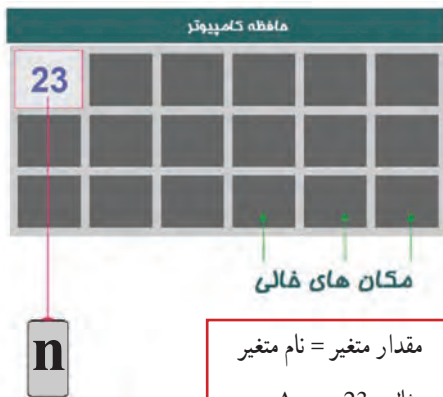 حافظه کامپیوتر
23
مکان های خالی
n
مقدار متغیر = نام متغیر